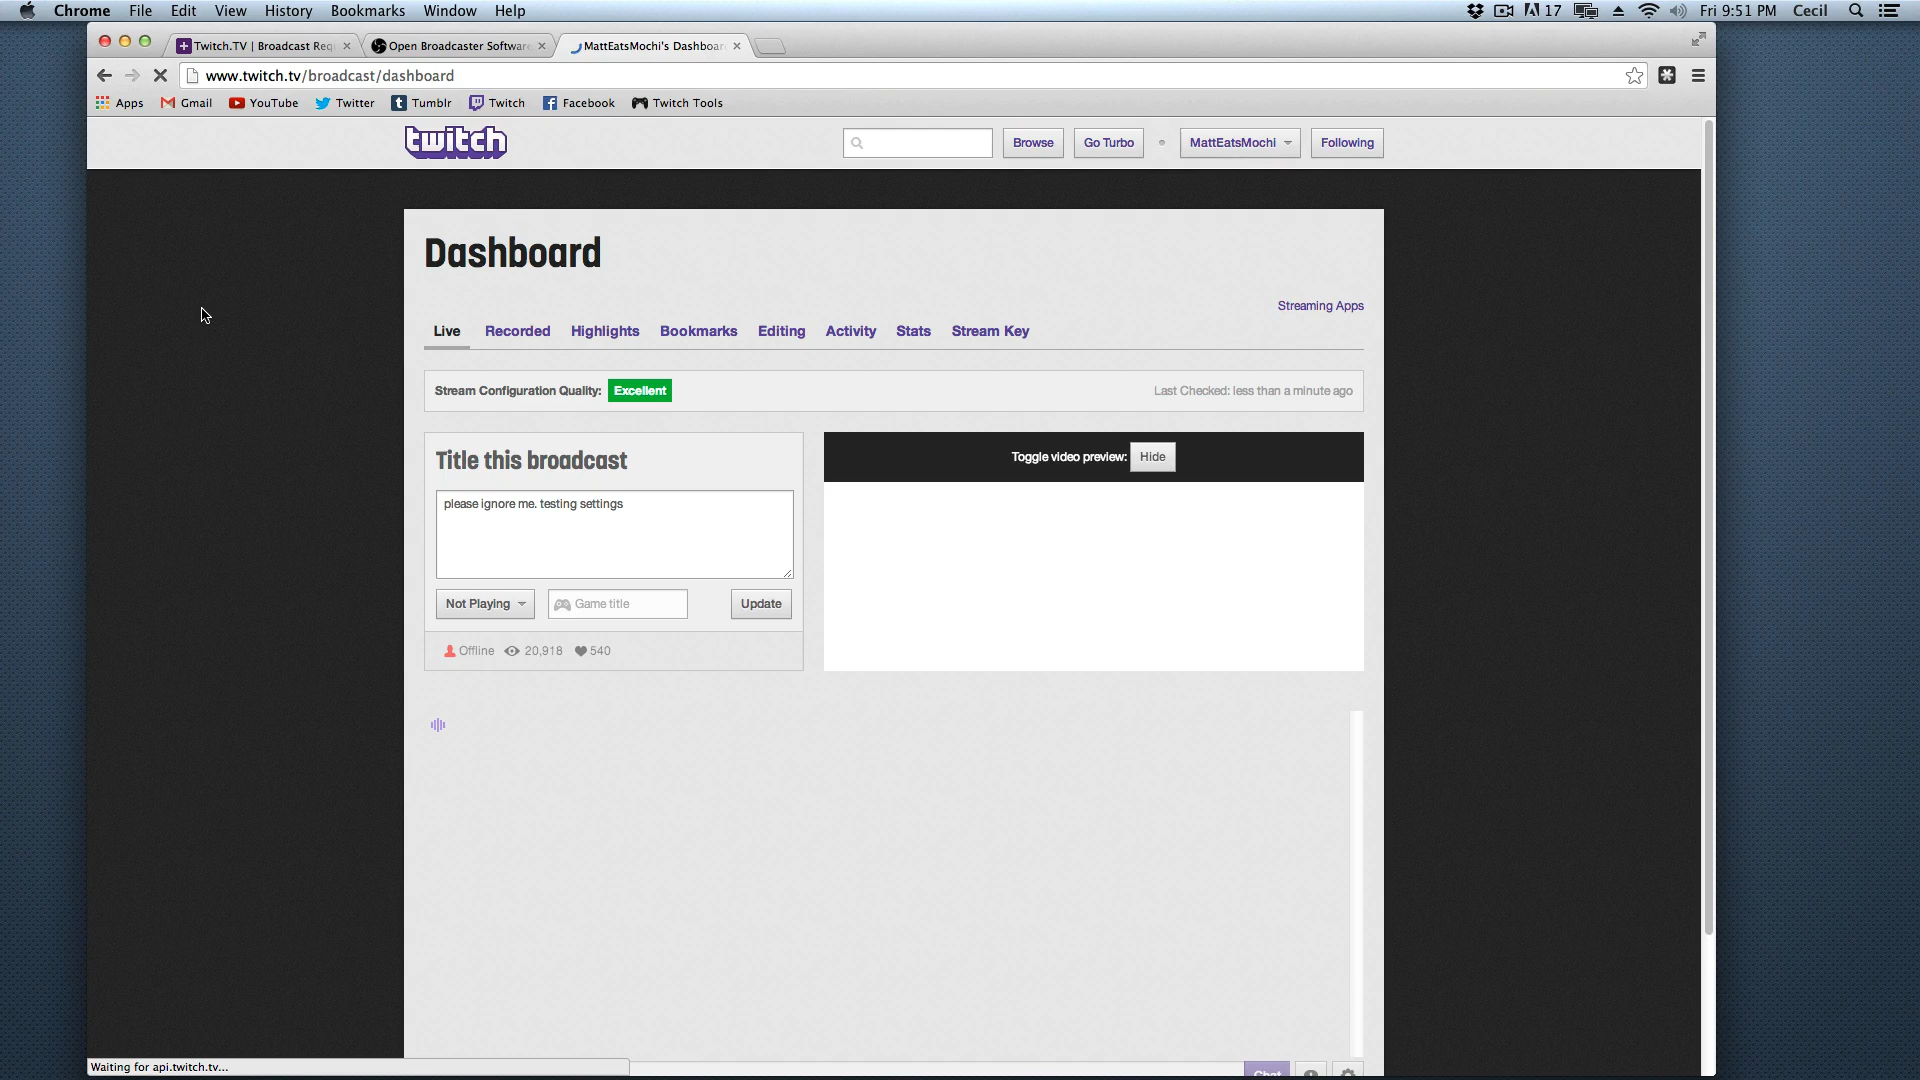 Chrome File Edit View History Bookmarks Window Help 17 Fri 9:51 PM Cecil
Twitch.TV | Broadcast Req Open Broadcaster Software MattEatsMochi's Dashboar
www.twitch.tv/broadcast/dashboard
Apps Gmail YouTube Twitter Tumblr Twitch Facebook Twitch Tools
twitch Browse Go Turbo MattEatsMochi Following
Dashboard
Streaming Apps
Live Recorded Highlights Bookmarks Editing Activity Stats Stream Key
Stream Configuration Quality: Excellent Last Checked: less than a minute ago
Title this broadcast
Toggle video preview: Hide
please ignore me. testing settings
Not Playing Game title Update
Offline 20,918 540
Waiting for api.twitch.tv...
Chat